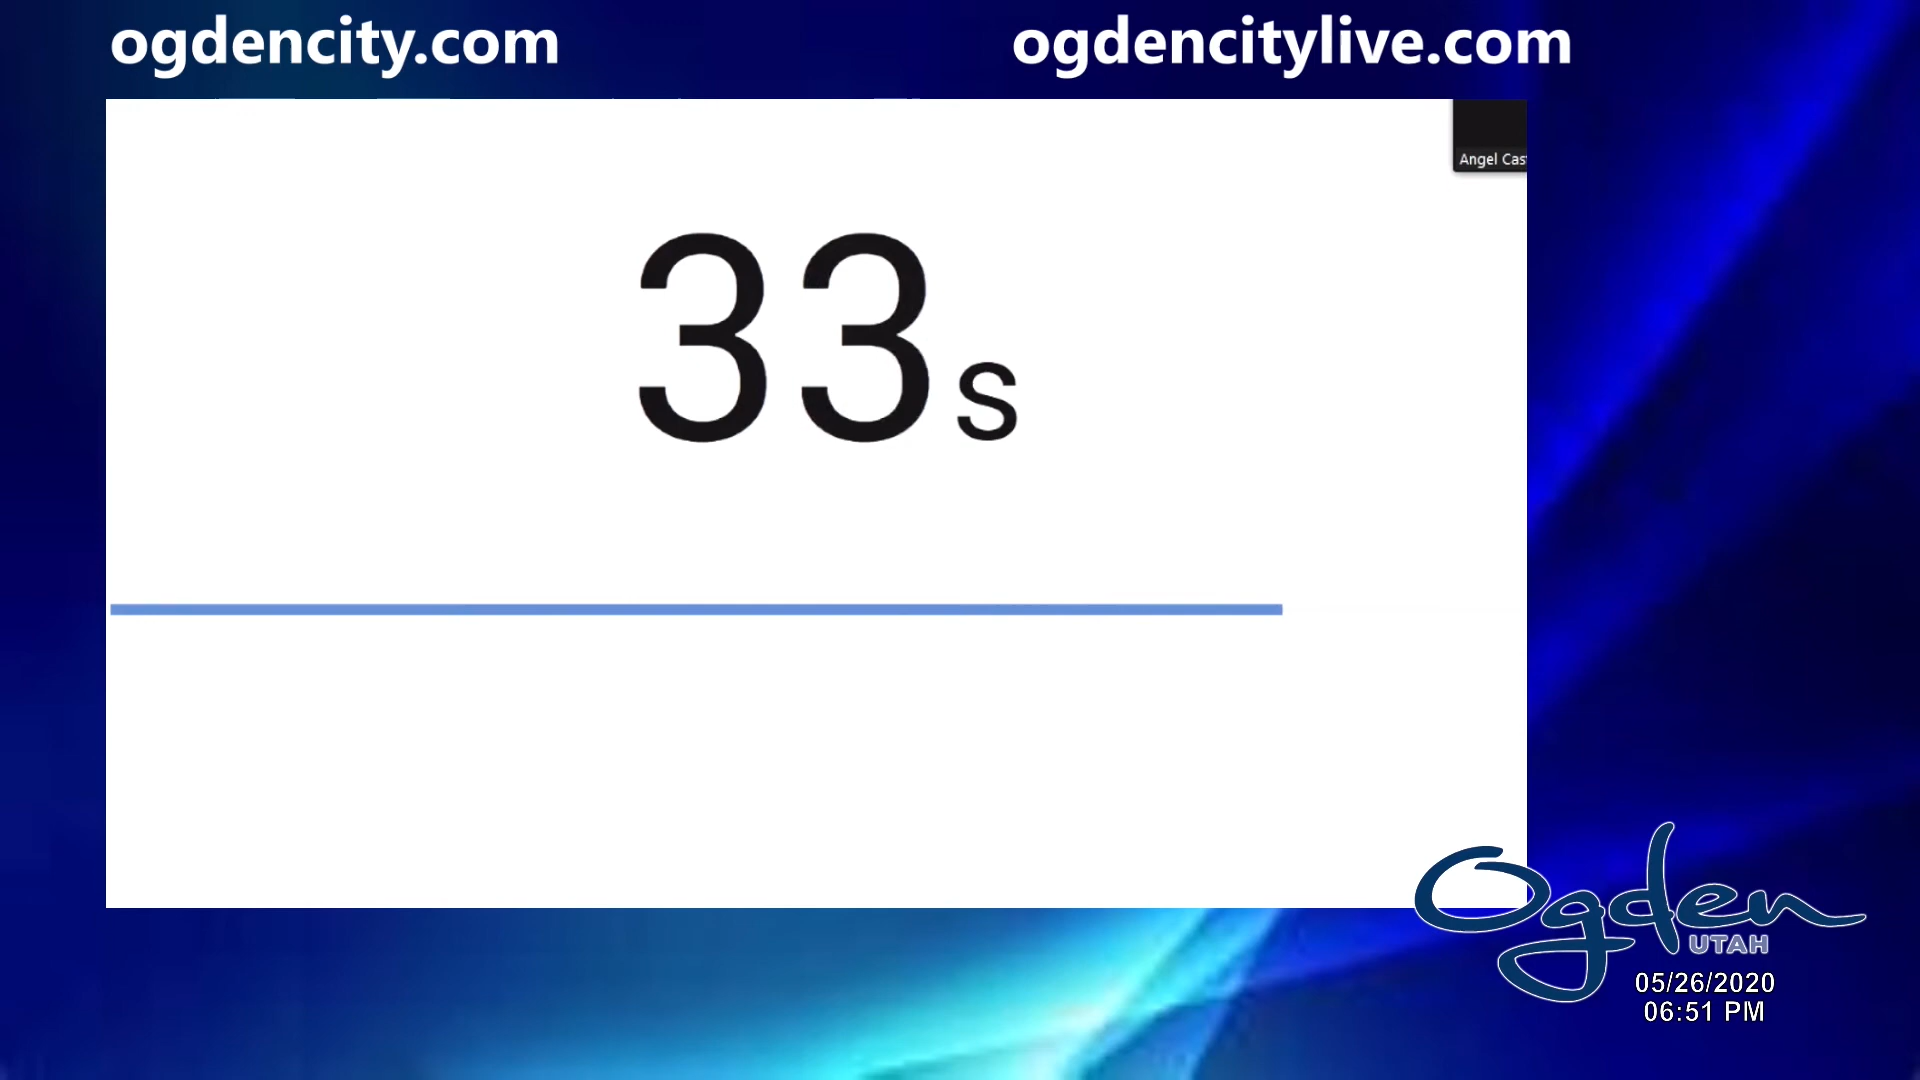 ogdencity.com
ogdencitylive.com
Angel Cas
33s
Ogden
UTAH
05/26/2020
06:51 PM